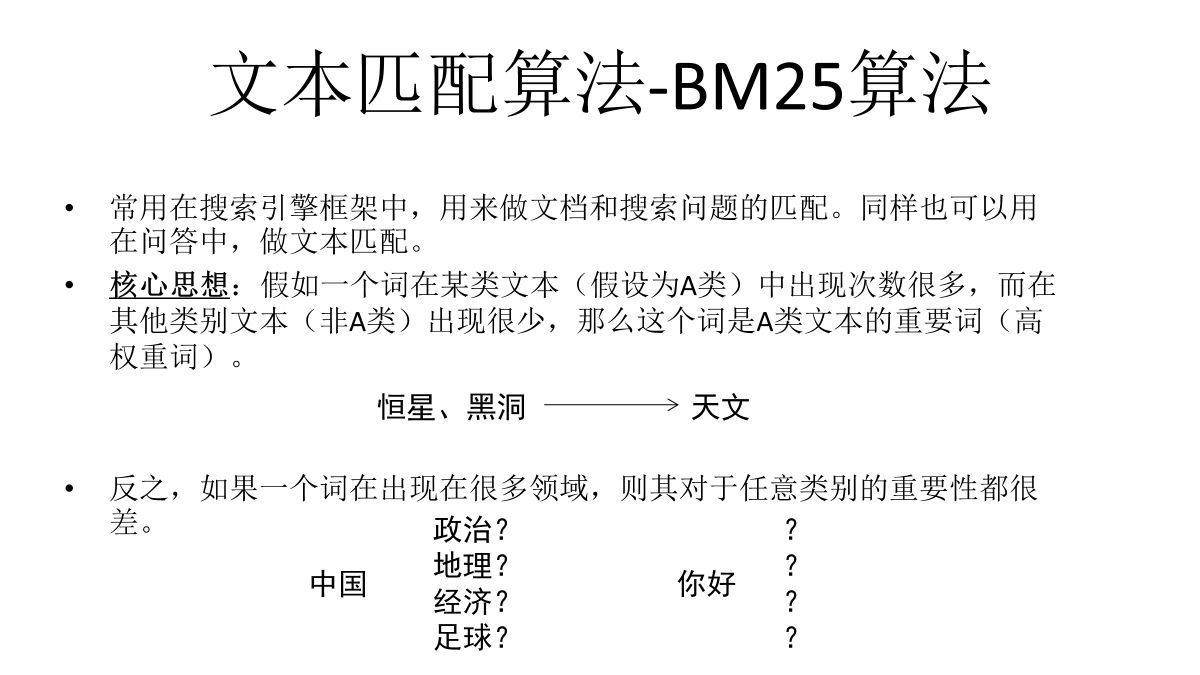 文本匹配算法-BM25算法
• 常用在搜索引擎框架中，用来做文档和搜索问题的匹配。同样也可以用
在问答中，做文本匹配。
• 核心思想：假如一个词在某类文本（假设为A类）中出现次数很多，而在
其他类别文本（非A类）出现很少，那么这个词是A类文本的重要词（高
权重词）。
恒星、黑洞 天文
• 反之，如果一个词在出现在很多领域，则其对于任意类别的重要性都很
差。
政治？ ？
地理？ ？
中国 你好
经济？ ？
足球？ ？